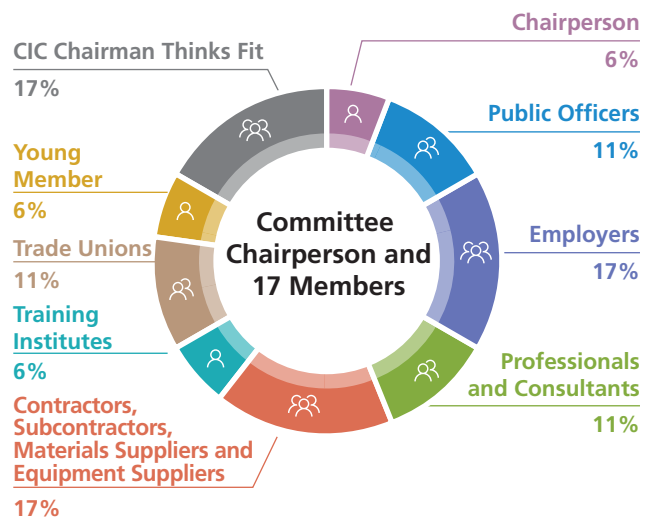 Chairperson
6%
Public Officers
11%
Employers
17%
Professionals
and Consultants
11%
Contractors,
Subcontractors,
Materials Suppliers and
Equipment Suppliers
17%
Training
Institutes
6%
Trade Unions
11%
Young
Member
6%
CIC Chairman Thinks Fit
17%
Committee
Chairperson and
17 Members